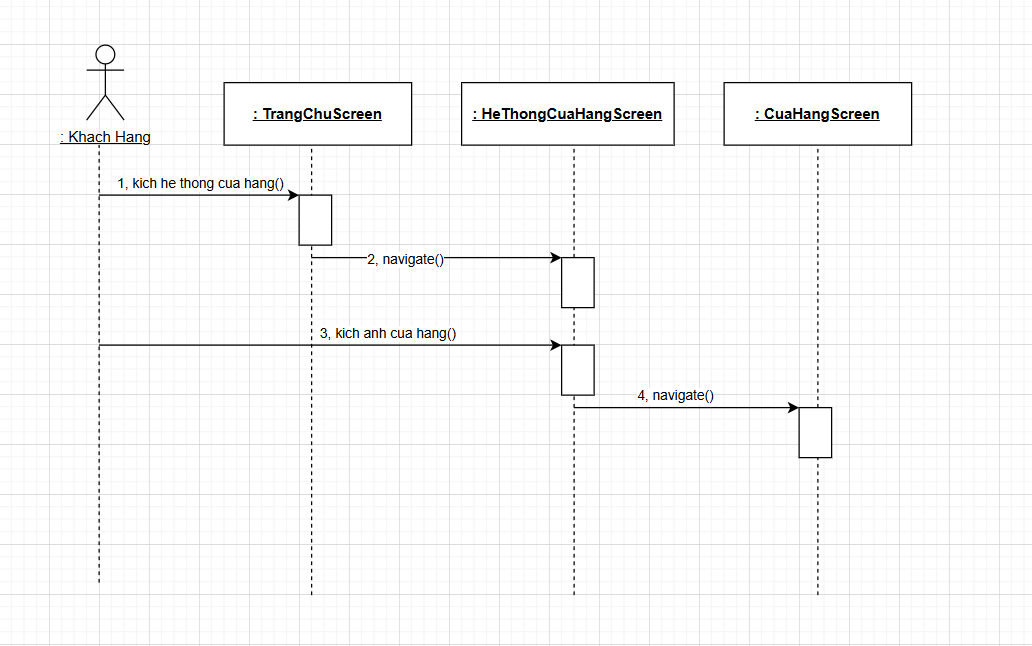 : Khach Hang
: TrangChuScreen
: HeThongCuaHangScreen
: CuaHangScreen
1, kich he thong cua hang()
2, navigate()
3, kich anh cua hang()
4, navigate()